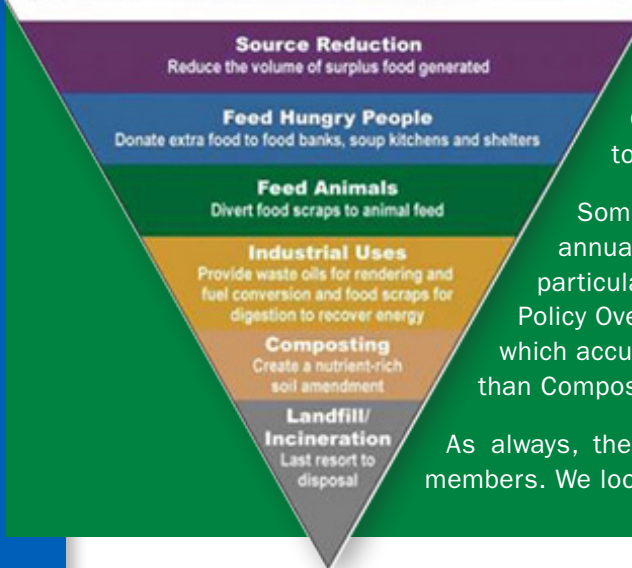 Source Reduction
Reduce the volume of surplus food generated
Feed Hungry People
Donate extra food to food banks, soup kitchens and shelters
Feed Animals
Divert food scraps to animal feed
Industrial Uses
Provide waste oils for rendering and
fuel conversion and food scraps for
digestion to recover energy
Composting
Create a nutrient-rich
soil amendment
Landfill/
Incineration
Last resort to
disposal
to
Som
annua
particula
Policy Ove
which accu
than Compos
As always, the
members. We loo